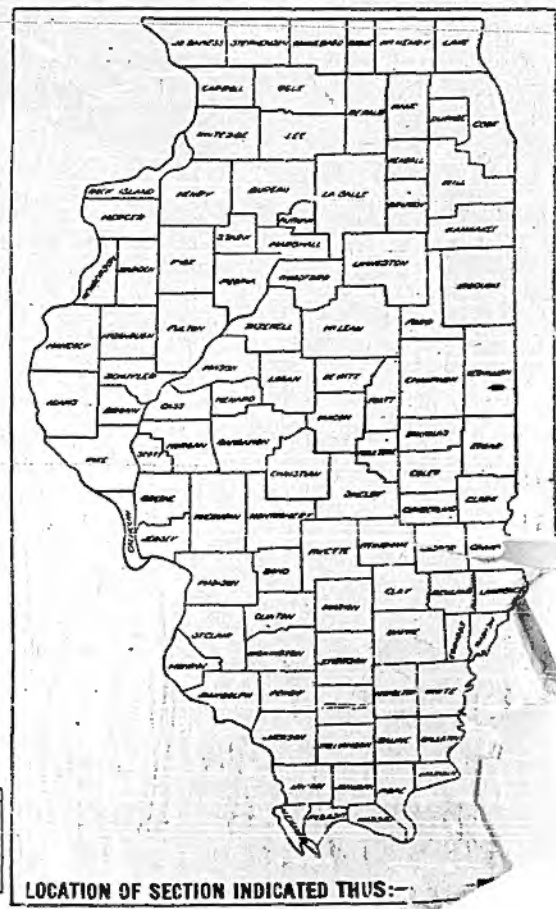 JO DAVIESS STEPHENSON WINNEBAGO BOONE McHENRY LAKE
CARROLL OGLE
DEKALB KANE DUPAGE COOK
WHITESIDE LEE
KENDALL WILL
ROCK ISLAND HENRY BUREAU LA SALLE GRUNDY
MERCER PUTNAM KANKAKEE
STARK MARSHALL LIVINGSTON
KNOX PEORIA WOODFORD IROQUOIS
HENDERSON WARREN
FULTON TAZEWELL McLEAN FORD
HANCOCK McDONOUGH
MASON CHAMPAIGN VERMILION
SCHUYLER LOGAN DE WITT
ADAMS BROWN CASS MENARD PIATT
MACON
PIKE SCOTT MORGAN SANGAMON MOULTRIE DOUGLAS EDGAR
CHRISTIAN COLES
GREENE SHELBY CLARK
CALHOUN JERSEY MACOUPIN MONTGOMERY CUMBERLAND
FAYETTE EFFINGHAM JASPER
MADISON BOND
CLAY RICHLAND LAWRENCE
CLINTON MARION
ST CLAIR WAYNE
WASHINGTON
MONROE JEFFERSON
RANDOLPH PERRY HAMILTON WHITE
JACKSON WILLIAMSON SALINE GALLATIN
UNION JOHNSON POPE HARDIN
PULASKI
LOCATION OF SECTION INDICATED THUS:-